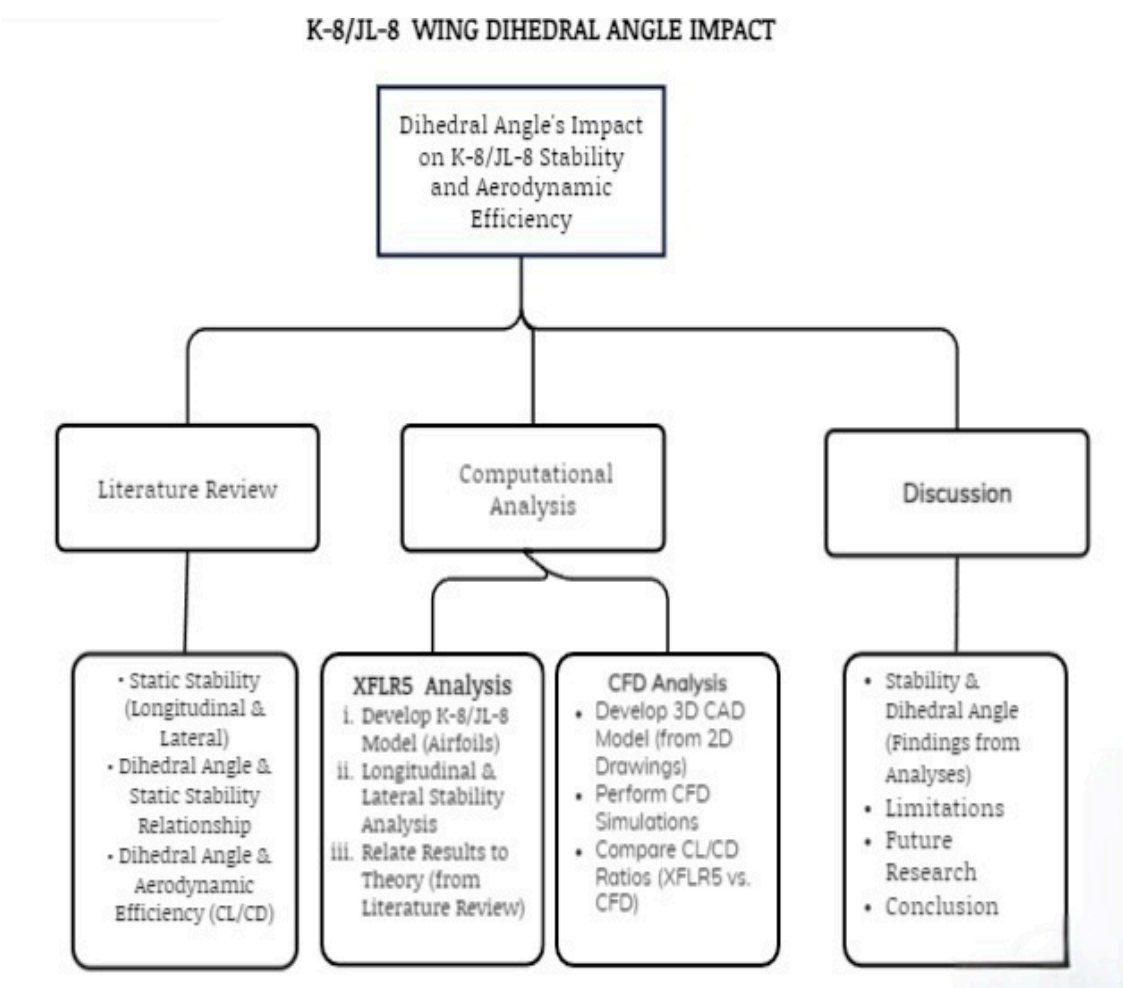 K-8/JL-8 WING DIHEDRAL ANGLE IMPACT
Dihedral Angle's Impact
on K-8/JL-8 Stability
and Aerodynamic
Efficiency
Literature Review
Computational
Analysis
Discussion
• Static Stability
(Longitudinal &
Lateral)
• Dihedral Angle &
Static Stability
Relationship
• Dihedral Angle &
Aerodynamic
Efficiency (CL/CD)
XFLR5 Analysis
i. Develop K-8/JL-8
Model (Airfoils)
ii. Longitudinal &
Lateral Stability
Analysis
iii. Relate Results to
Theory (from
Literature Review)
CFD Analysis
• Develop 3D CAD
Model (from 2D
Drawings)
• Perform CFD
Simulations
• Compare CL/CD
Ratios (XFLR5 vs.
CFD)
• Stability &
Dihedral Angle
(Findings from
Analyses)
• Limitations
• Future
Research
• Conclusion